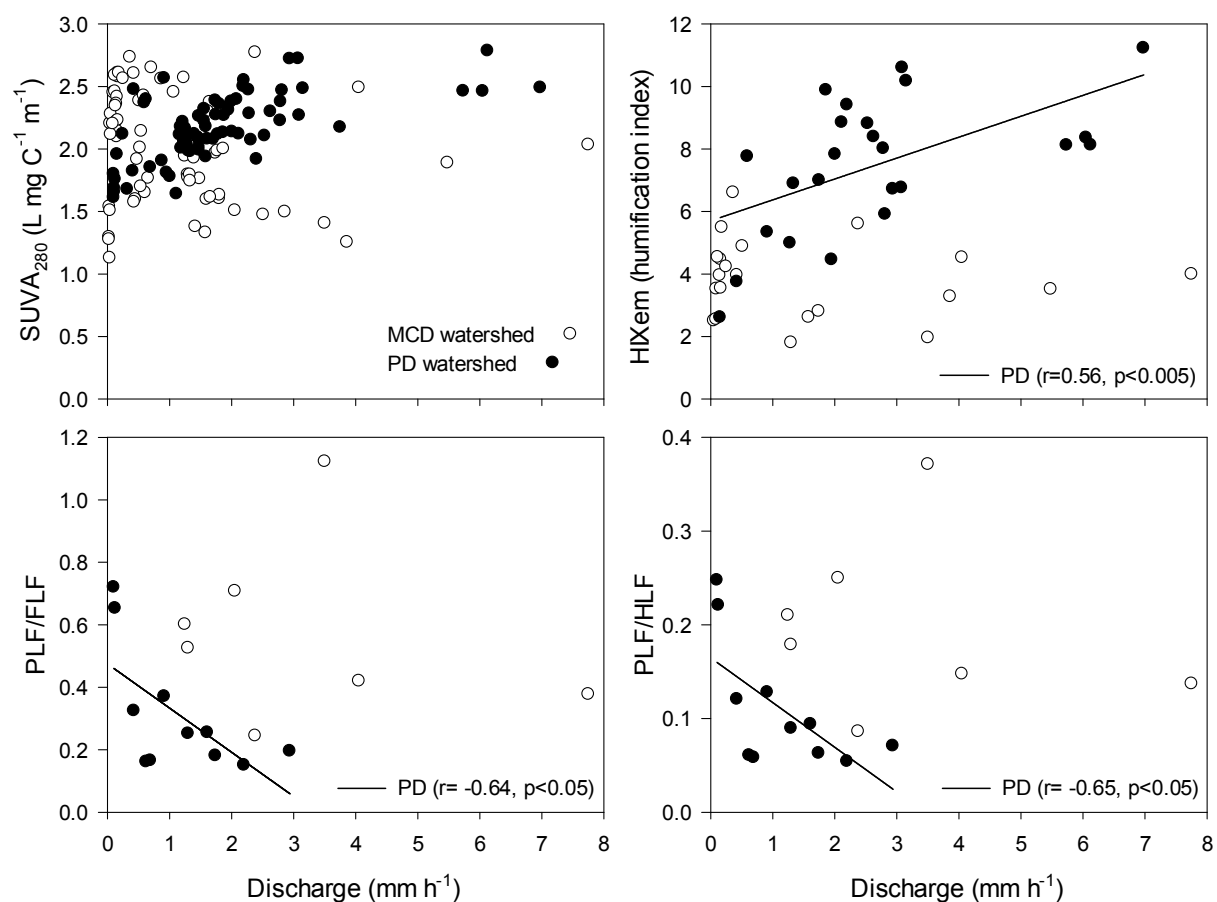 SUVA₂₈₀ (L mg C⁻¹ m⁻¹)
3.0
2.5
2.0
1.5
1.0
0.5
0.0
MCD watershed
PD watershed
HIXem (humification index)
12
10
8
6
4
2
0
PD (r=0.56, p<0.005)
PLF/FLF
1.2
1.0
0.8
0.6
0.4
0.2
0.0
PD (r= -0.64, p<0.05)
0 1 2 3 4 5 6 7 8
Discharge (mm h⁻¹)
PLF/HLF
0.4
0.3
0.2
0.1
0.0
PD (r= -0.65, p<0.05)
0 1 2 3 4 5 6 7 8
Discharge (mm h⁻¹)